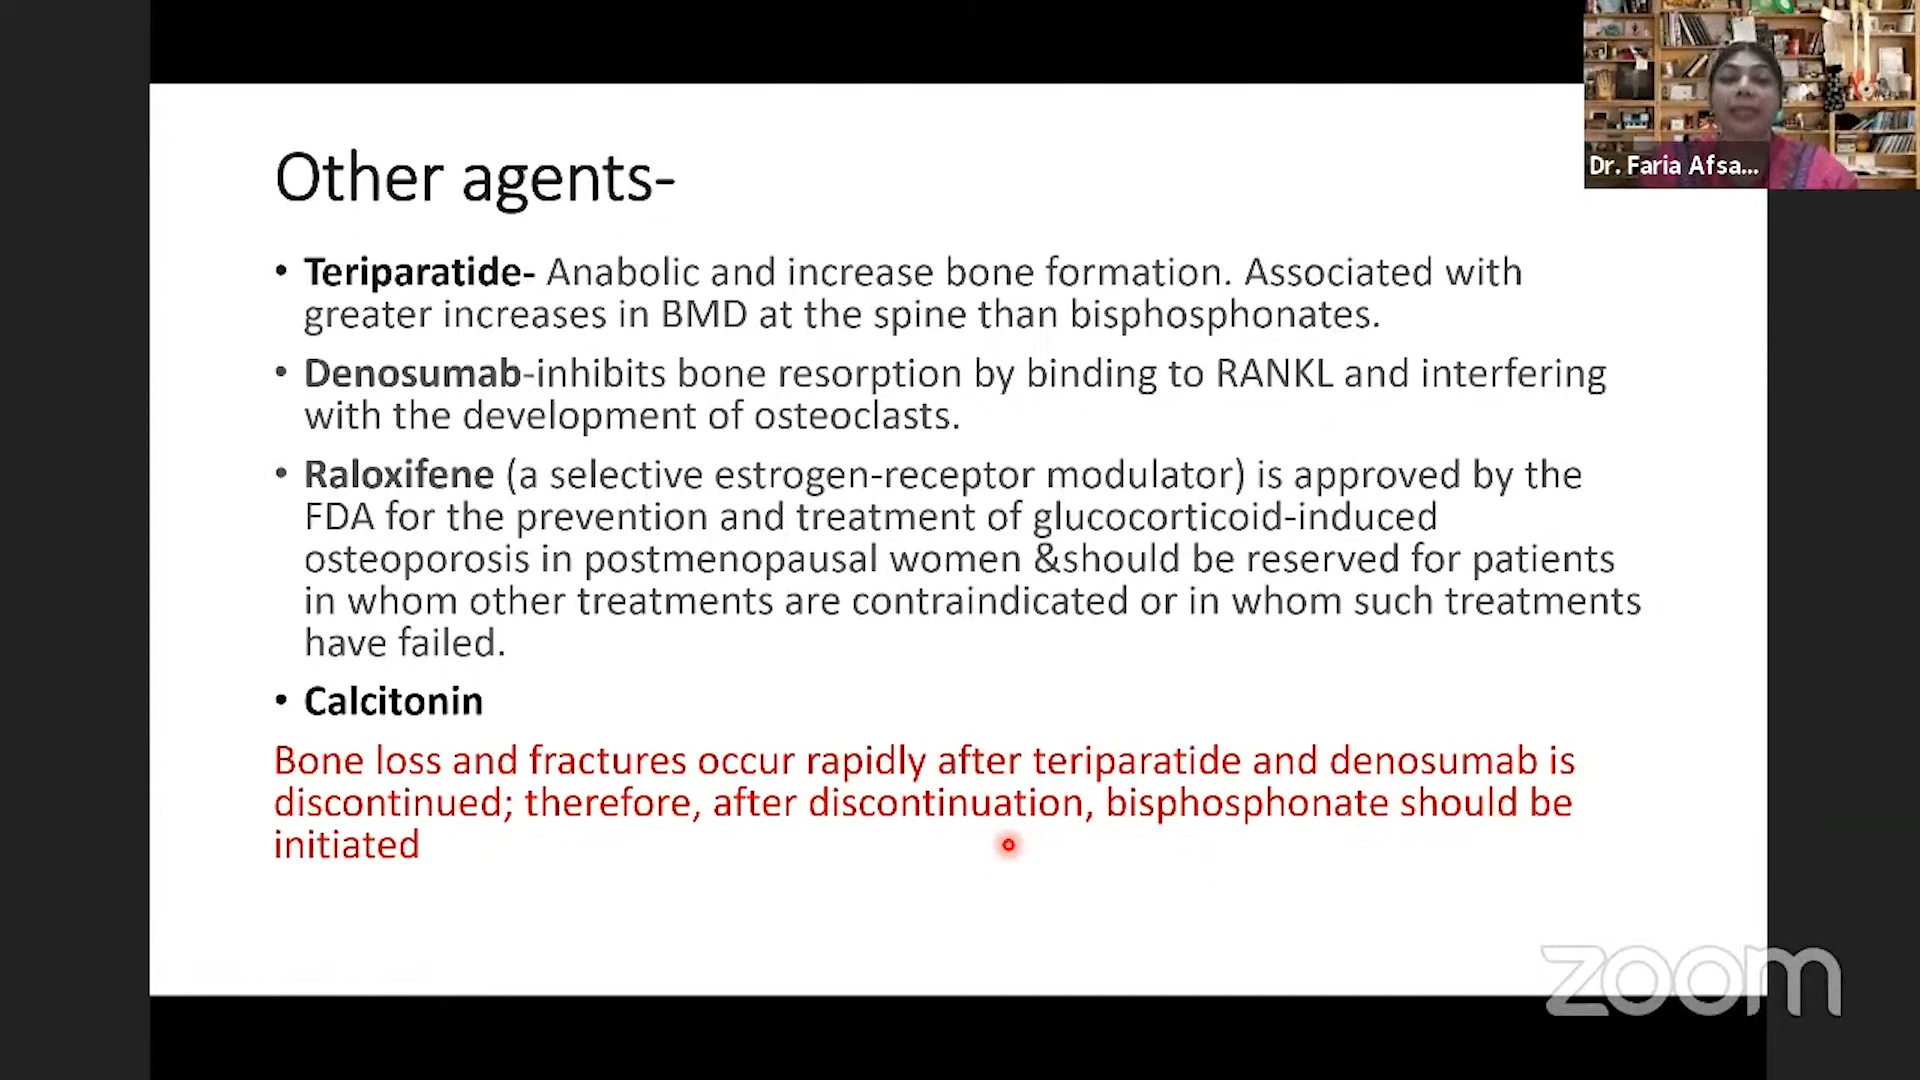 Dr. Faria Afsa...
Other agents-
• Teriparatide- Anabolic and increase bone formation. Associated with
greater increases in BMD at the spine than bisphosphonates.
• Denosumab-inhibits bone resorption by binding to RANKL and interfering
with the development of osteoclasts.
• Raloxifene (a selective estrogen-receptor modulator) is approved by the
FDA for the prevention and treatment of glucocorticoid-induced
osteoporosis in postmenopausal women &should be reserved for patients
in whom other treatments are contraindicated or in whom such treatments
have failed.
• Calcitonin
Bone loss and fractures occur rapidly after teriparatide and denosumab is
discontinued; therefore, after discontinuation, bisphosphonate should be
initiated
zoom